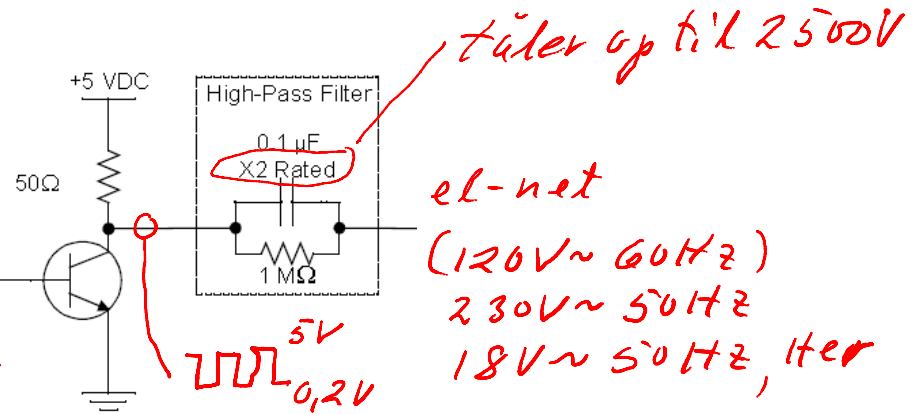 tåler op til 2500V
+5 VDC
High-Pass Filter
0.1 µF
X2 Rated
50Ω
el-net
(120V~ 60Hz)
1 MΩ
230V~ 50Hz
5V
18V~ 50Hz, Her
0,2V